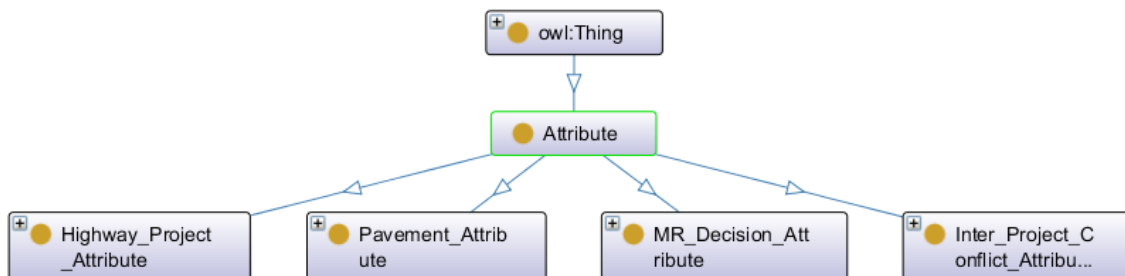 owl:Thing
Attribute
Highway_Project
_Attribute
Pavement_Attrib
ute
MR_Decision_Att
ribute
Inter_Project_C
onflict_Attribu...